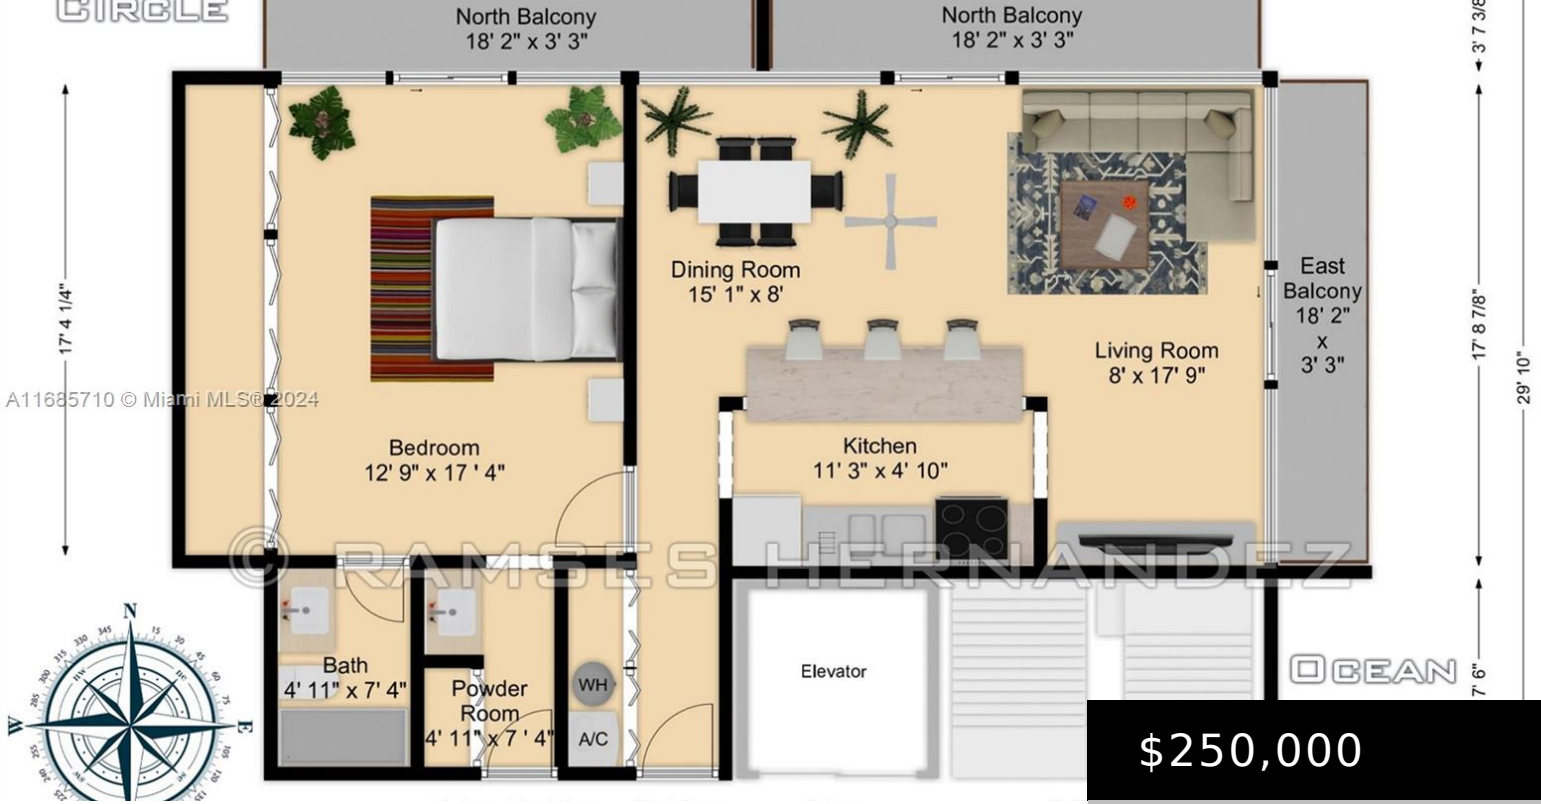 CIRCLE
North Balcony
18' 2" x 3' 3"
North Balcony
18' 2" x 3' 3"
3' 7 3/8
17' 4 1/4"
Dining Room
15' 1" x 8'
East
Balcony
18' 2"
x
3' 3"
17' 8 7/8"
29' 10"
Living Room
8' x 17' 9"
A11685710 © Miami MLS® 2024
Bedroom
12' 9" x 17 ' 4"
Kitchen
11' 3" x 4' 10"
© RAMSES HERNANDEZ
N
W
E
Bath
4' 11" x 7' 4"
Powder
Room
4' 11" x 7 ' 4"
WH
A/C
Elevator
OCEAN
7' 6"
$250,000